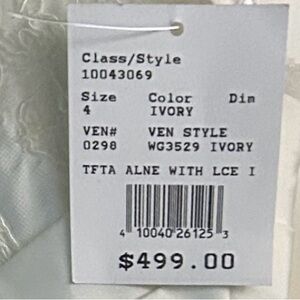 Class/Style
10043069
Size Color Dim
4 IVORY
VEN# VEN STYLE
0298 WG3529 IVORY
TFTA ALNE WITH LCE I
4 10040 26125 3
$499.00